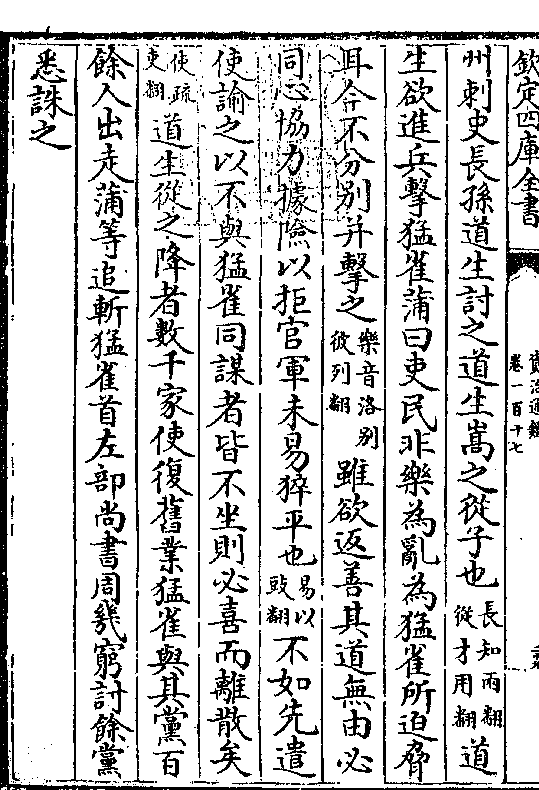 欽定四庫全書
卷一百十七
州刺史長孫道生討之道生嵩之從子也長知兩翻從才用翻道
生欲進兵擊猛雀蒲曰吏民非樂為亂為猛雀所迫脅
耳今不分别并擊之樂音洛别彼列翻雖欲返善其道無由必
同心協力據險以拒官軍未易猝平也易以豉翻不如先遣
使諭之以不與猛雀同謀者皆不坐則必喜而離散矣
使疏吏翻道生從之降者數千家使復舊業猛雀與其黨百
餘人出走蒲等追斬猛雀首左部尚書周幾窮討餘黨
悉誅之